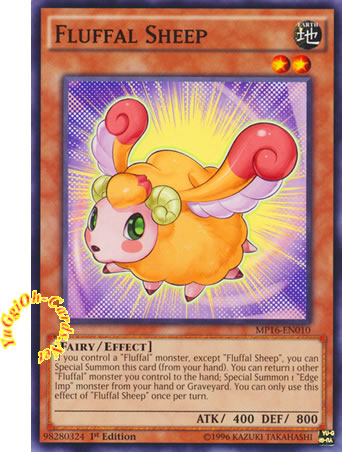 FLUFFAL SHEEP
EARTH
地
MP16-EN010
[FAIRY/EFFECT]
If you control a "Fluffal" monster, except "Fluffal Sheep", you can
Special Summon this card (from your hand). You can return 1 other
"Fluffal" monster you control to the hand; Special Summon 1 "Edge
Imp" monster from your hand or Graveyard. You can only use this
effect of "Fluffal Sheep" once per turn.
ATK/ 400 DEF/ 800
98280324 1st Edition ©1996 KAZUKI TAKAHASHI